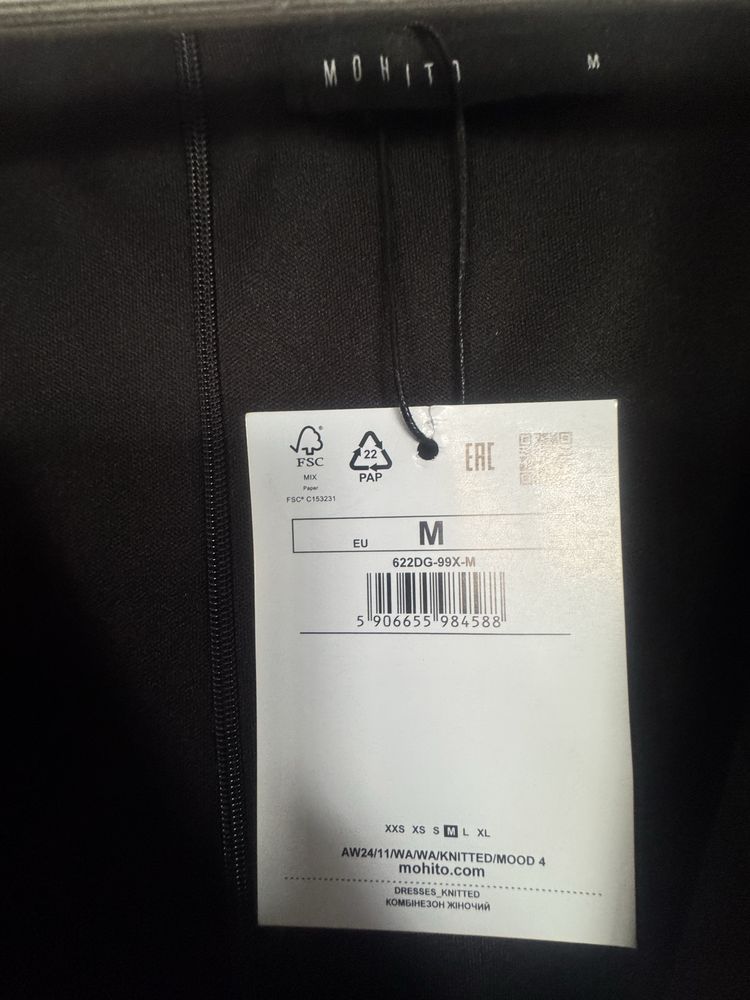 MOHITO
M
FSC®
MIX
Paper
FSC® C153231
22
PAP
EAC
EU M
622DG-99X-M
5 906655 984588
XXS XS S M L XL
AW24/11/WA/WA/KNITTED/MOOD 4
mohito.com
DRESSES_KNITTED
КОМБІНЕЗОН ЖІНОЧИЙ